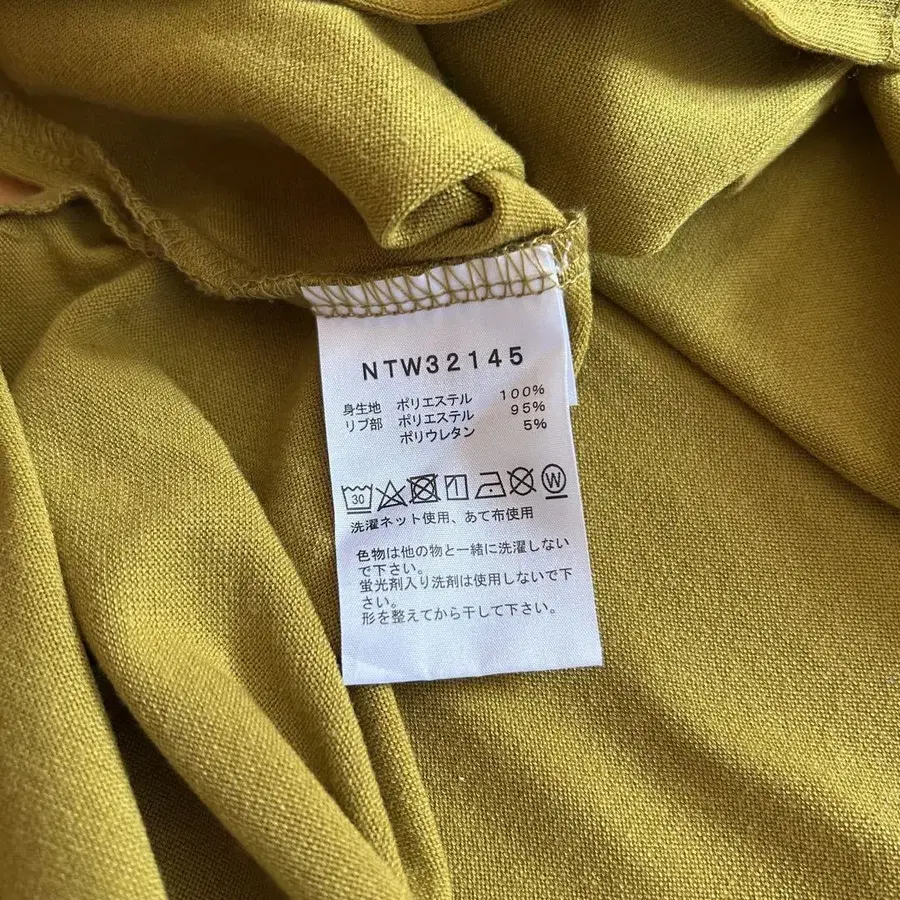 NTW32145
身生地 ポリエステル 100%
リブ部 ポリエステル 95%
ポリウレタン 5%
30 W
洗濯ネット使用、あて布使用
色物は他の物と一緒に洗濯しない
で下さい。
蛍光剤入り洗剤は使用しないで下
さい。
形を整えてから干して下さい。